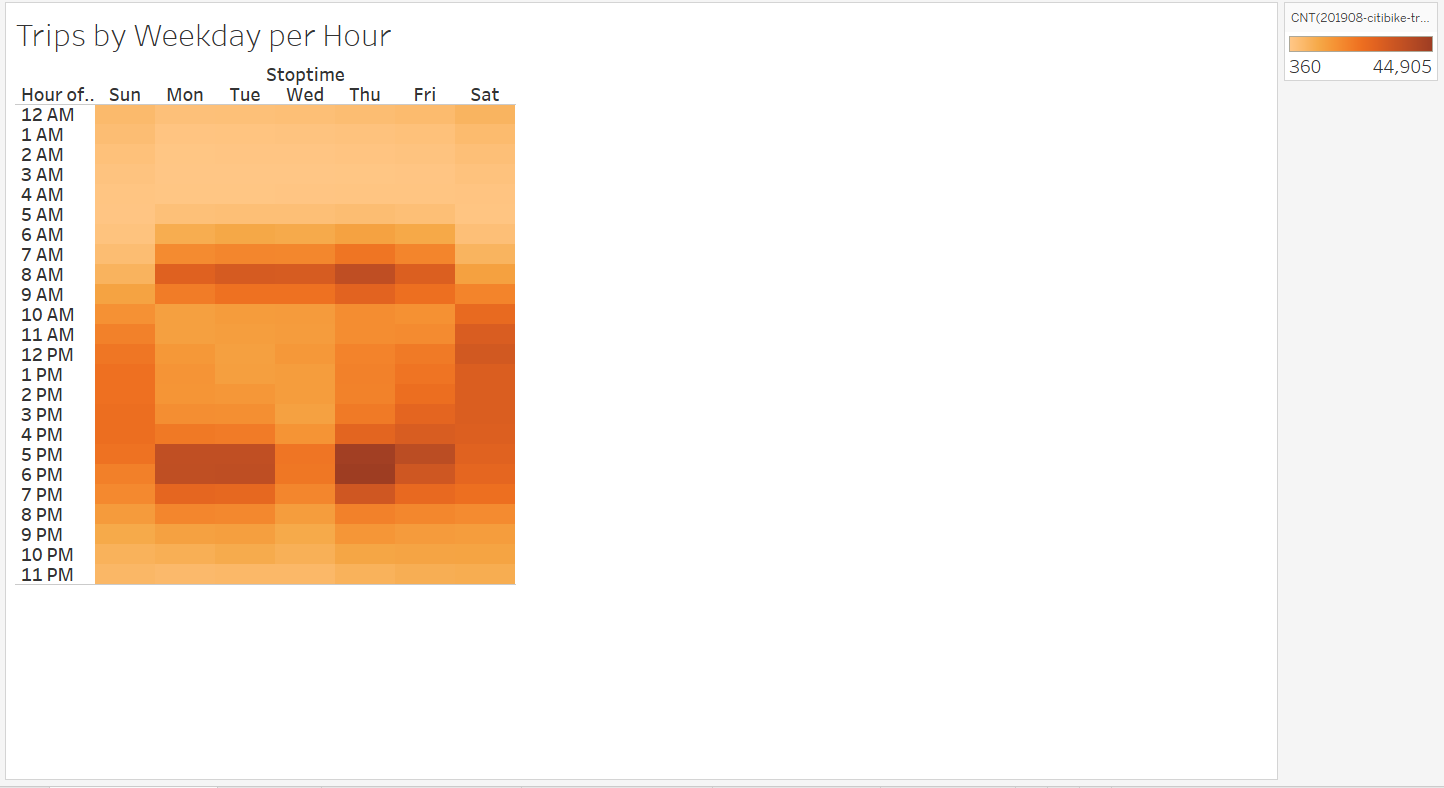 Trips by Weekday per Hour
CNT(201908-citibike-tr...
360 44,905
Stoptime
Hour of.. Sun Mon Tue Wed Thu Fri Sat
12 AM
1 AM
2 AM
3 AM
4 AM
5 AM
6 AM
7 AM
8 AM
9 AM
10 AM
11 AM
12 PM
1 PM
2 PM
3 PM
4 PM
5 PM
6 PM
7 PM
8 PM
9 PM
10 PM
11 PM